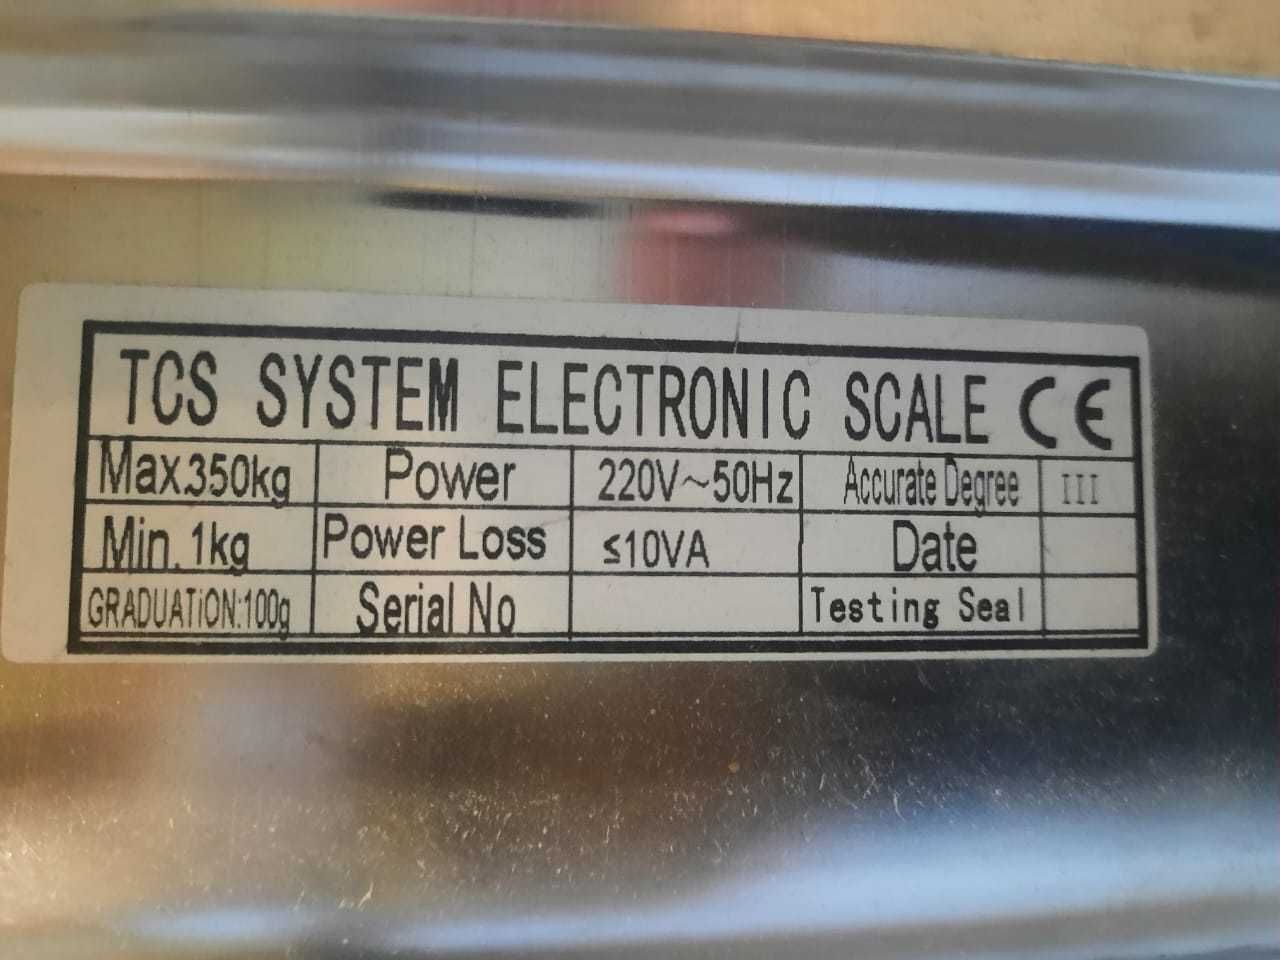 TCS SYSTEM ELECTRONIC SCALE CE
Max.350kg Power 220V~50Hz Accurate Degree III
Min. 1kg Power Loss ≤10VA Date
GRADUATiON:100g Serial No Testing Seal